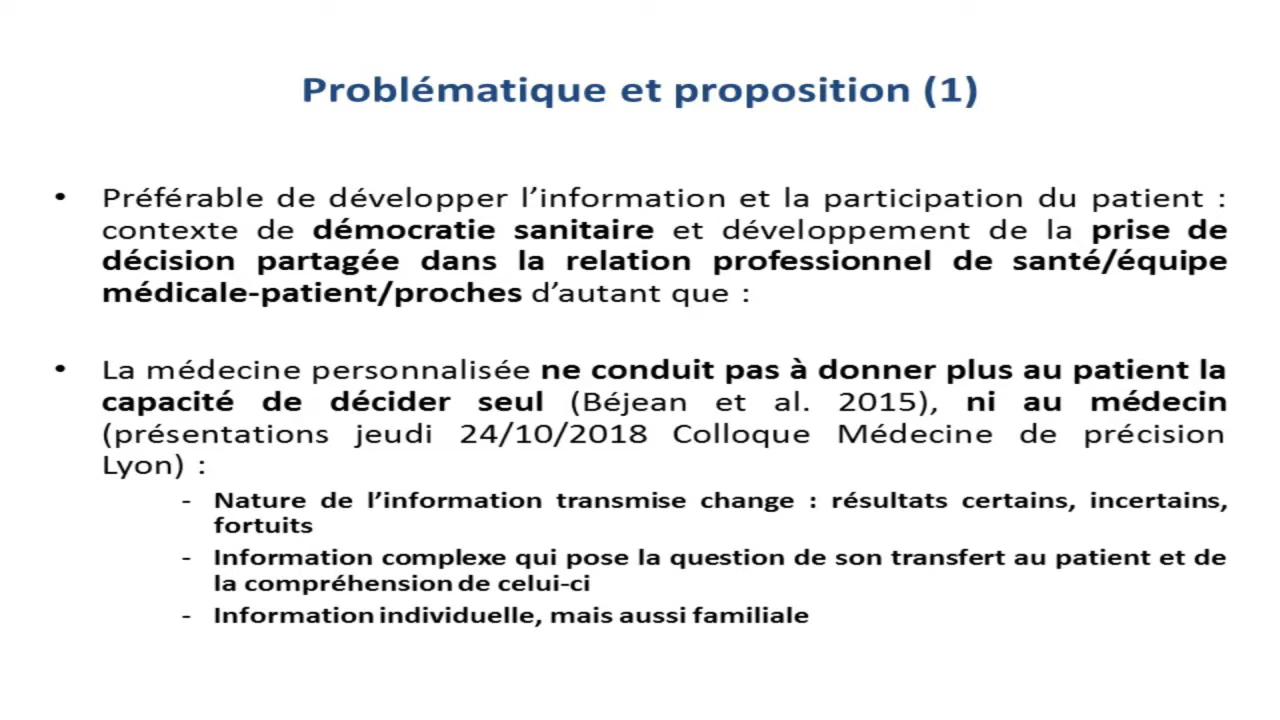 Problématique et proposition (1)
• Préférable de développer l’information et la participation du patient :
contexte de démocratie sanitaire et développement de la prise de
décision partagée dans la relation professionnel de santé/équipe
médicale-patient/proches d’autant que :
• La médecine personnalisée ne conduit pas à donner plus au patient la
capacité de décider seul (Béjean et al. 2015), ni au médecin
(présentations jeudi 24/10/2018 Colloque Médecine de précision
Lyon) :
- Nature de l’information transmise change : résultats certains, incertains,
fortuits
- Information complexe qui pose la question de son transfert au patient et de
la compréhension de celui-ci
- Information individuelle, mais aussi familiale